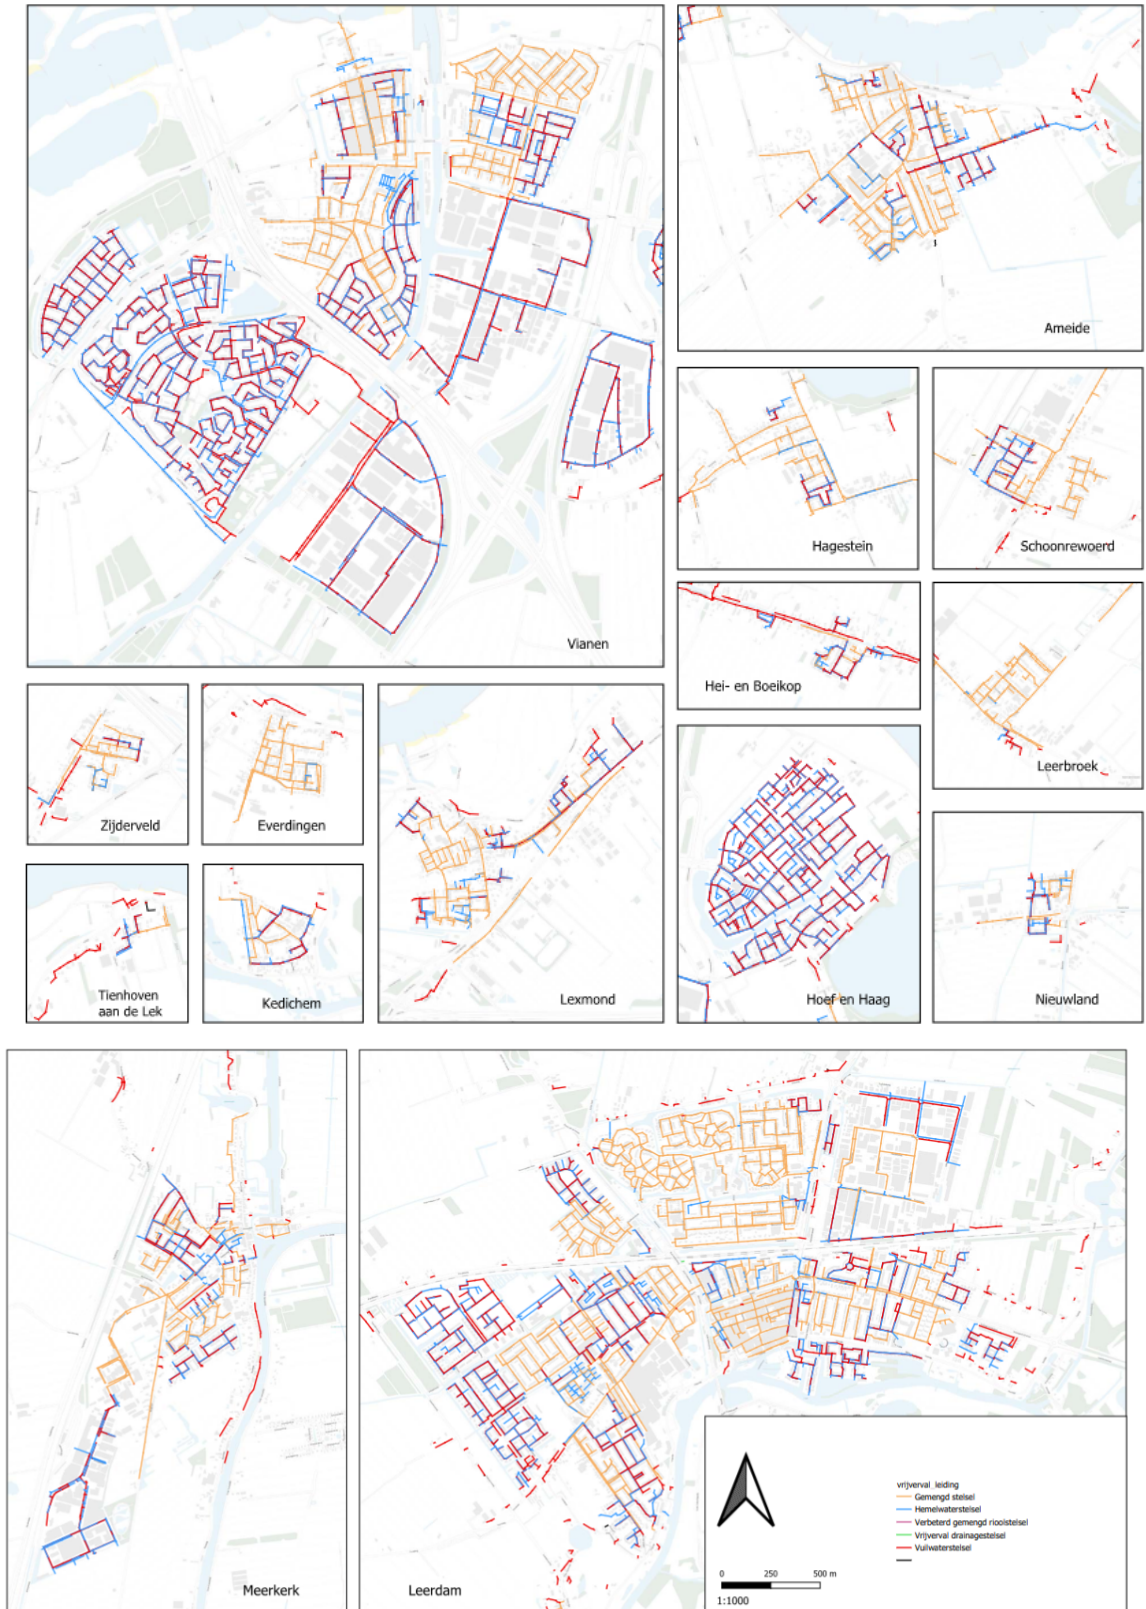 Vianen
Ameide
Hagestein
Schoonrewoerd
Hei- en Boeikop
Leerbroek
Zijderveld
Everdingen
Lexmond
Hoef en Haag
Nieuwland
Tienhoven
aan de Lek
Kedichem
Meerkerk
Leerdam
vrijverval_leiding
Gemengd stelsel
Hemelwaterstelsel
Verbeterd gemengd rioolstelsel
Vrijverval drainagestelsel
Vuilwaterstelsel
0 250 500 m
1:1000